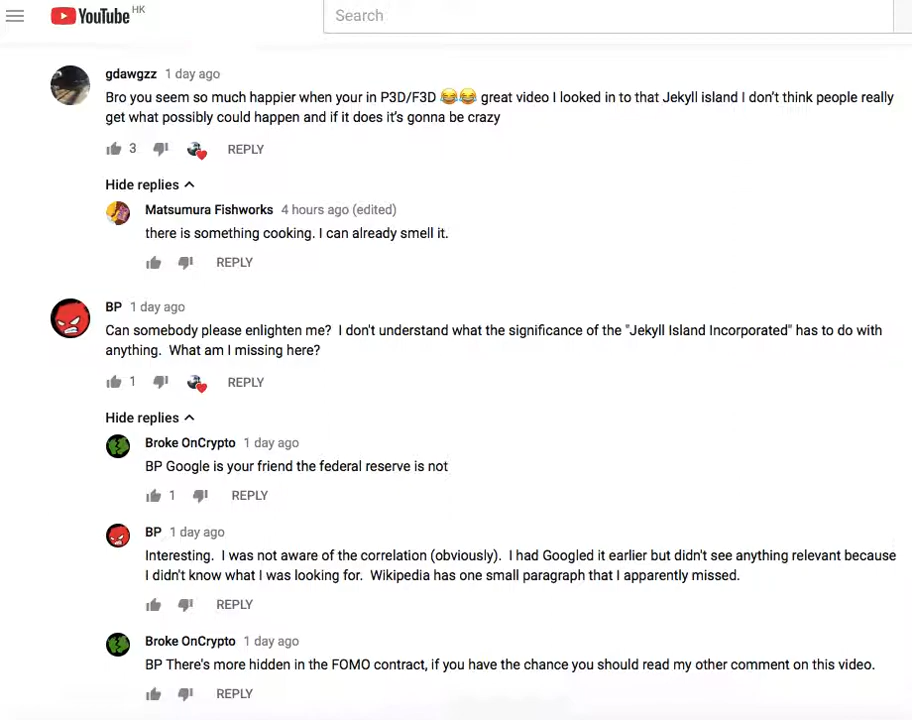 YouTube HK
Search
gdawgzz 1 day ago
Bro you seem so much happier when your in P3D/F3D 😂😂 great video I looked in to that Jekyll island I don't think people really
get what possibly could happen and if it does it's gonna be crazy
3 REPLY
Hide replies
Matsumura Fishworks 4 hours ago (edited)
there is something cooking. I can already smell it.
REPLY
BP 1 day ago
Can somebody please enlighten me?  I don't understand what the significance of the "Jekyll Island Incorporated" has to do with
anything.  What am I missing here?
1 REPLY
Hide replies
Broke OnCrypto 1 day ago
BP Google is your friend the federal reserve is not
1 REPLY
BP 1 day ago
Interesting.  I was not aware of the correlation (obviously).  I had Googled it earlier but didn't see anything relevant because
I didn't know what I was looking for.  Wikipedia has one small paragraph that I apparently missed.
REPLY
Broke OnCrypto 1 day ago
BP There's more hidden in the FOMO contract, if you have the chance you should read my other comment on this video.
REPLY